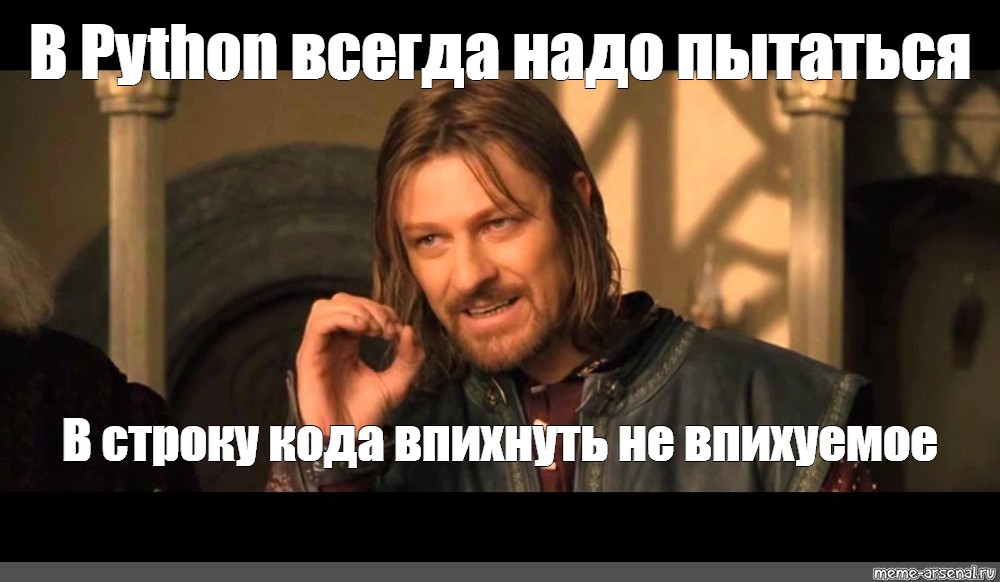 В Python всегда надо пытаться
В строку кода впихнуть не впихуемое
meme-arsenal.ru